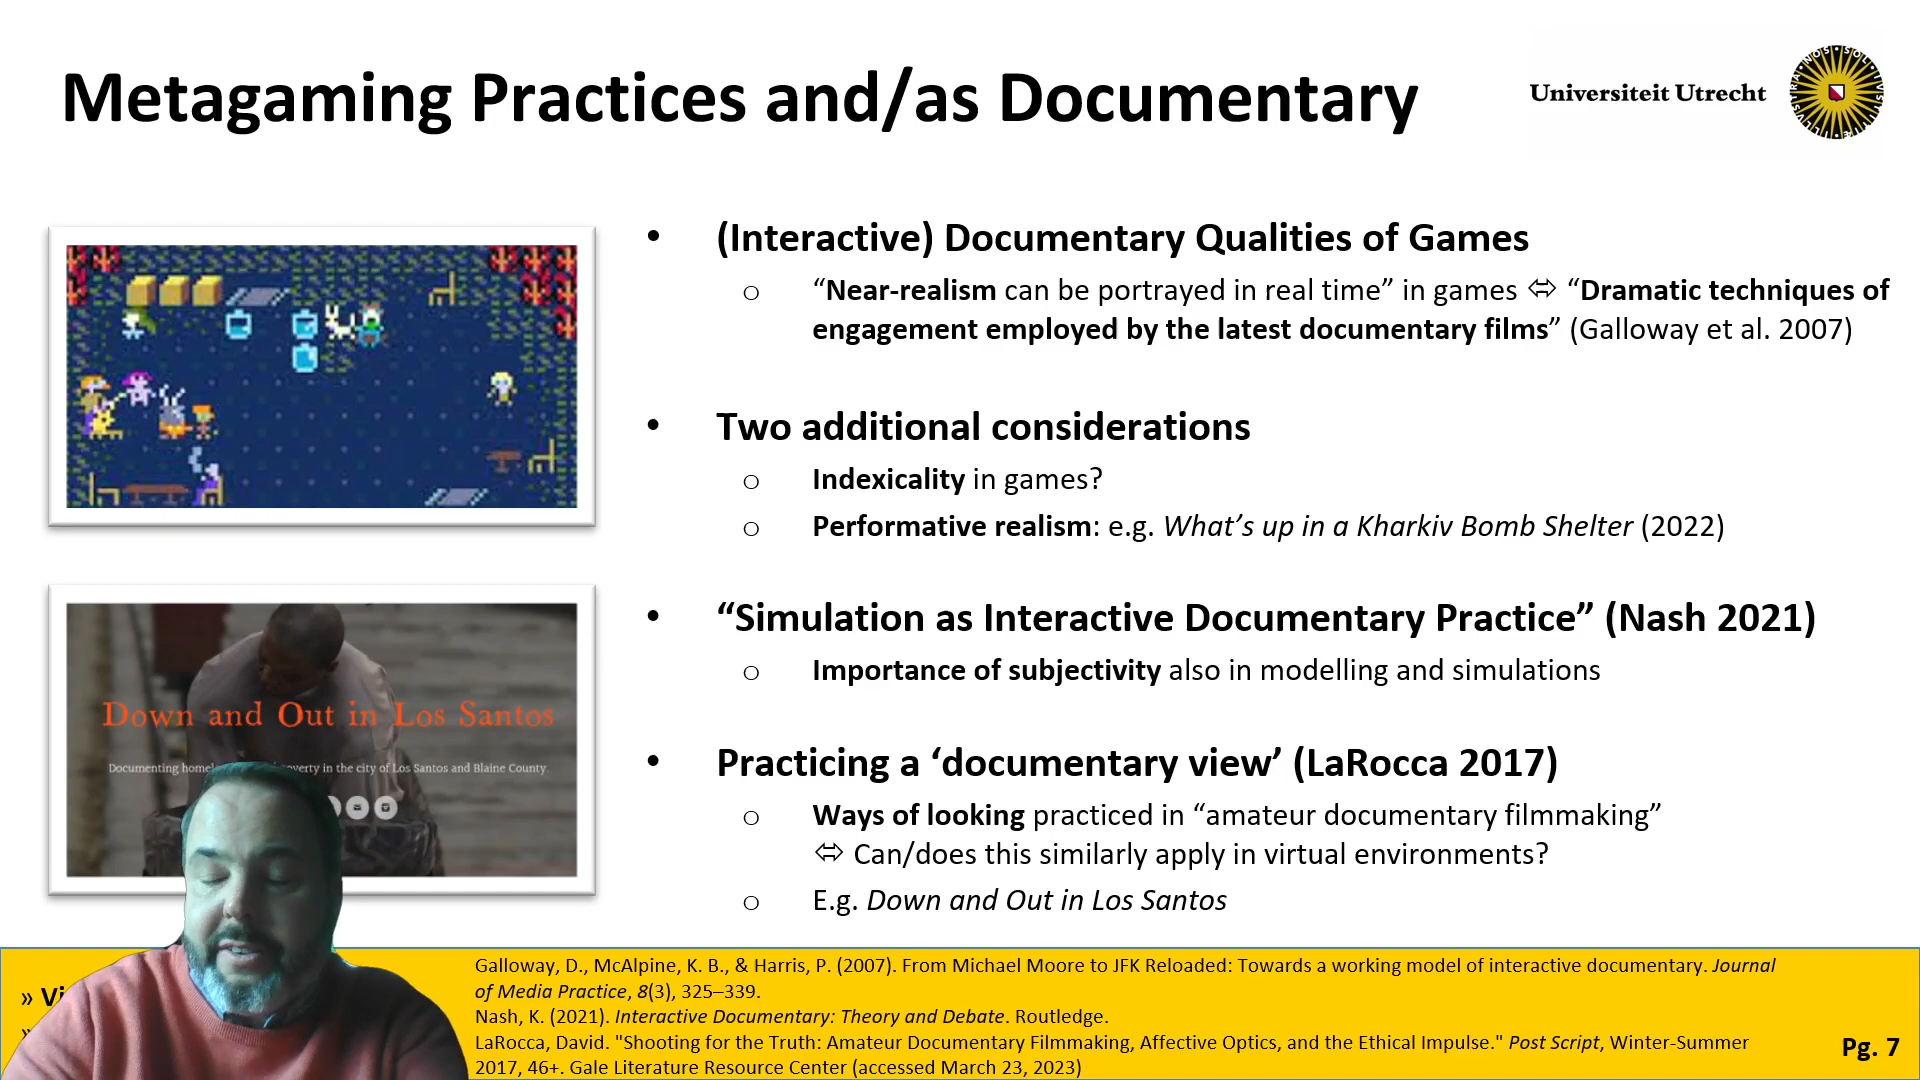 Metagaming Practices and/as Documentary
Universiteit Utrecht
• (Interactive) Documentary Qualities of Games
o “Near-realism can be portrayed in real time” in games ⬄ “Dramatic techniques of
engagement employed by the latest documentary films” (Galloway et al. 2007)
• Two additional considerations
o Indexicality in games?
o Performative realism: e.g. What’s up in a Kharkiv Bomb Shelter (2022)
• “Simulation as Interactive Documentary Practice” (Nash 2021)
o Importance of subjectivity also in modelling and simulations
• Practicing a ‘documentary view’ (LaRocca 2017)
o Ways of looking practiced in “amateur documentary filmmaking”
⬄ Can/does this similarly apply in virtual environments?
o E.g. Down and Out in Los Santos
Down and Out in Los Santos
Documenting in the city of Los Santos and Blaine County.
»
»
Galloway, D., McAlpine, K. B., & Harris, P. (2007). From Michael Moore to JFK Reloaded: Towards a working model of interactive documentary. Journal
of Media Practice, 8(3), 325–339.
Nash, K. (2021). Interactive Documentary: Theory and Debate. Routledge.
LaRocca, David. "Shooting for the Truth: Amateur Documentary Filmmaking, Affective Optics, and the Ethical Impulse." Post Script, Winter-Summer
2017, 46+. Gale Literature Resource Center (accessed March 23, 2023)
Pg. 7